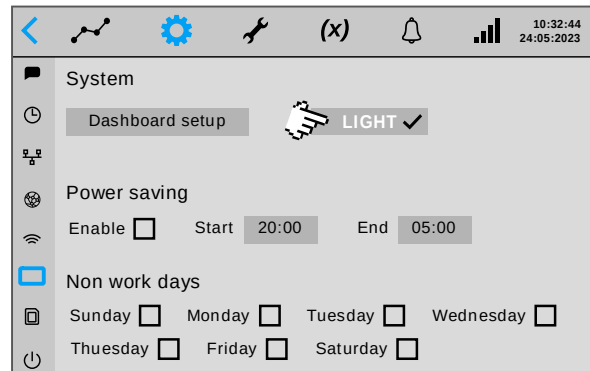 (x) 10:32:44
24:05:2023
System
Dashboard setup LIGHT
Power saving
Enable Start 20:00 End 05:00
Non work days
Sunday Monday Tuesday Wednesday
Thuesday Friday Saturday